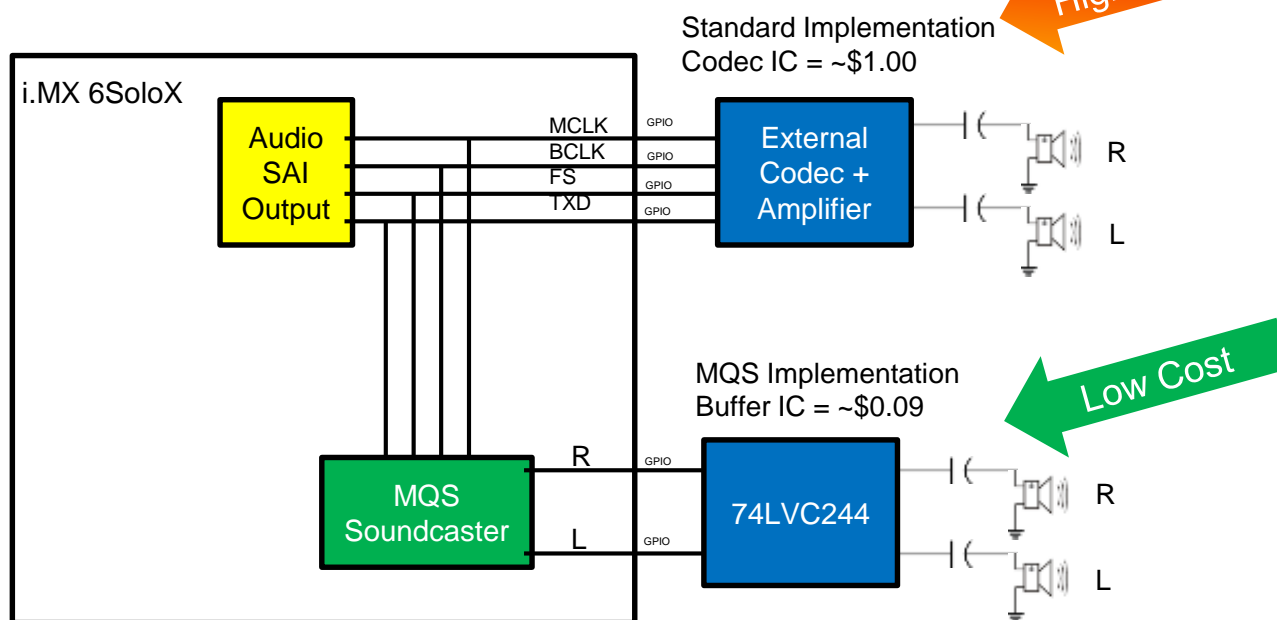 Standard Implementation
Codec IC = ~$1.00
i.MX 6SoloX
Audio
SAI
Output
MCLK
BCLK
FS
TXD
GPIO
GPIO
GPIO
GPIO
External
Codec +
Amplifier
R
L
MQS Implementation
Buffer IC = ~$0.09
Low Cost
MQS
Soundcaster
R
L
GPIO
GPIO
74LVC244
R
L